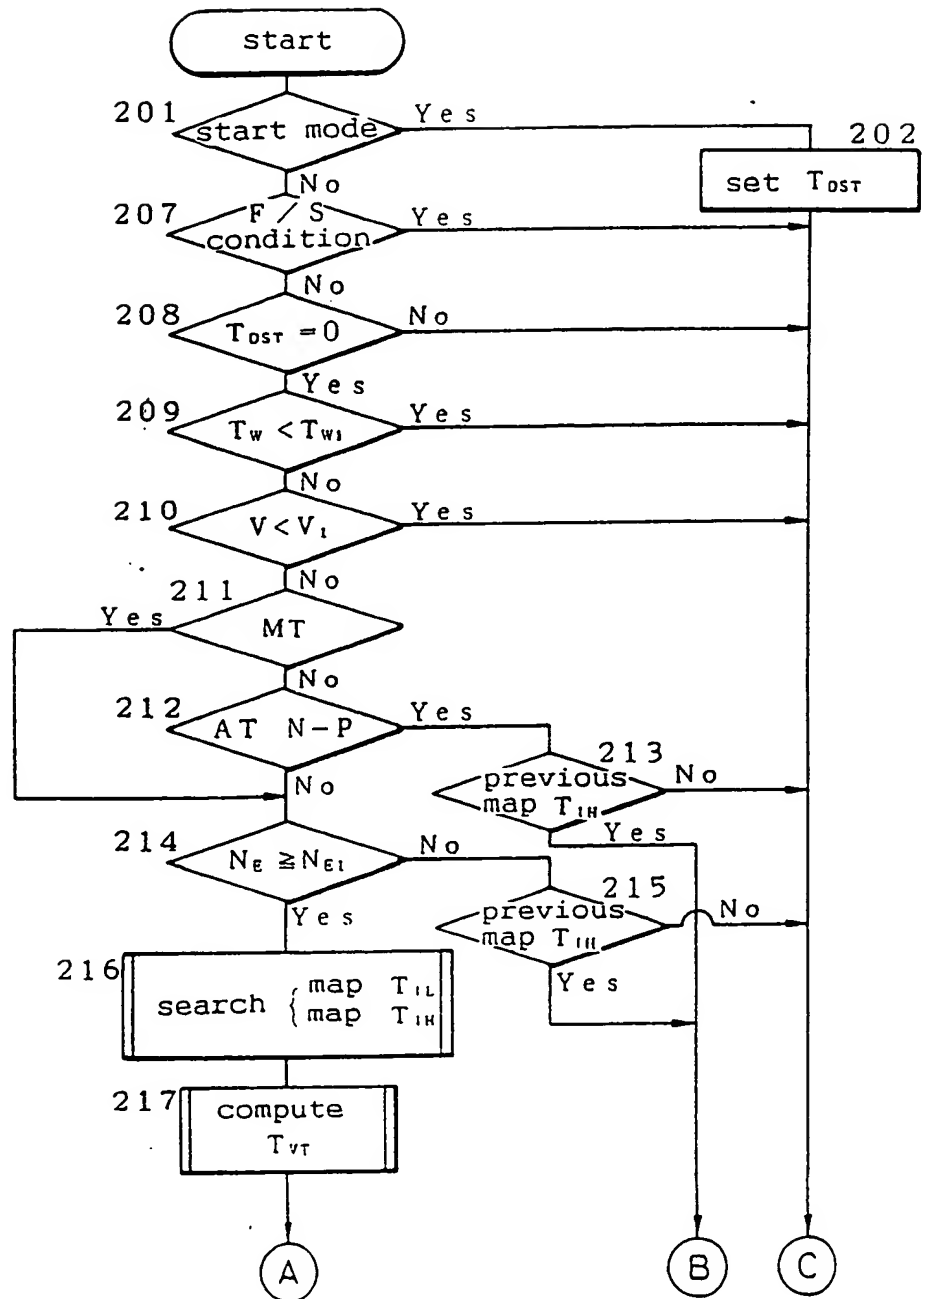 start
201
start mode
Yes
202
set T_DST
No
207
F / S
condition
Yes
No
208
T_DST = 0
No
Yes
209
T_W < T_W1
Yes
No
210
V < V_1
Yes
No
211
Yes
MT
No
212
AT N-P
Yes
213
previous
map T_IH
No
Yes
No
214
N_E ≧ N_E1
No
215
previous
map T_IH
No
Yes
Yes
216
search { map T_IL
map T_IH
217
compute
T_VT
A
B
C